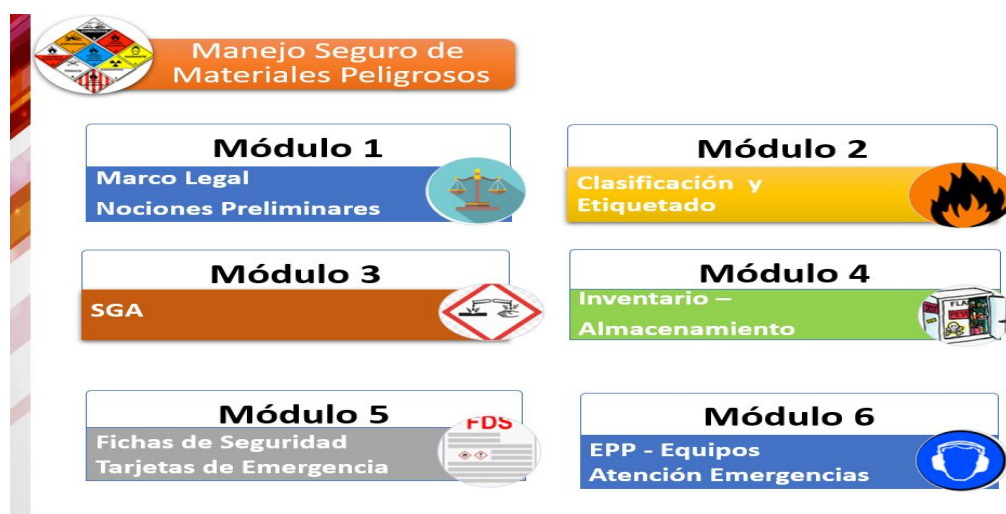 Manejo Seguro de
Materiales Peligrosos
Módulo 1
Marco Legal
Nociones Preliminares
Módulo 2
Clasificación y
Etiquetado
Módulo 3
SGA
Módulo 4
Inventario –
Almacenamiento
Módulo 5
Fichas de Seguridad
Tarjetas de Emergencia
FDS
Módulo 6
EPP - Equipos
Atención Emergencias